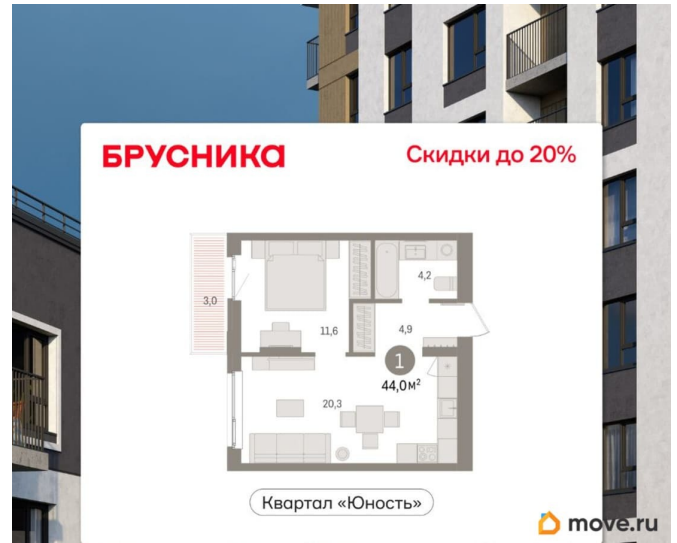 БРУСНИКА
Скидки до 20%
4,2
3,0
11,6
4,9
1
44,0м²
20,3
Квартал «Юность»
move.ru